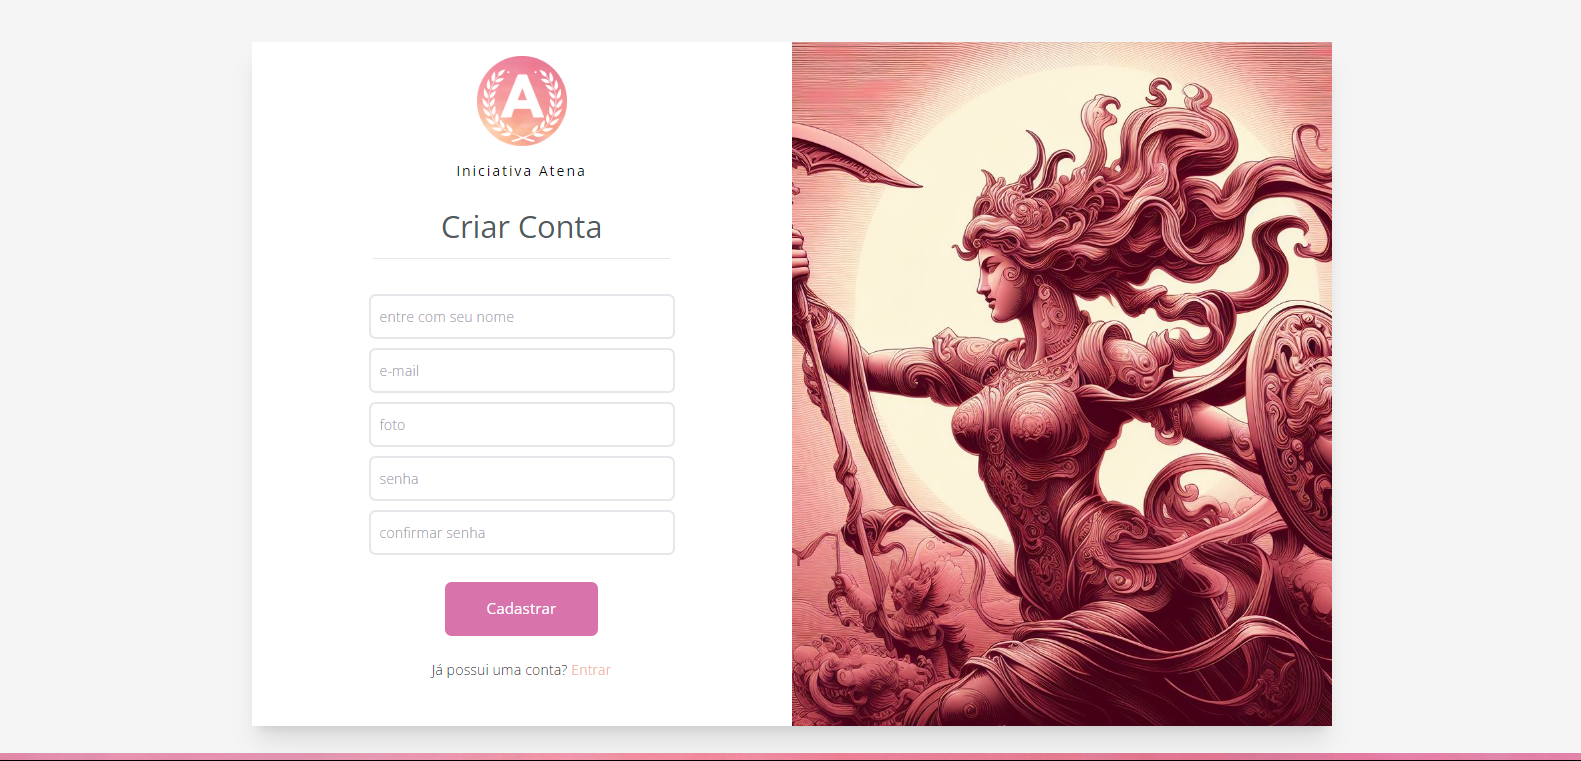 A
Iniciativa Atena
Criar Conta
entre com seu nome
e-mail
foto
senha
confirmar senha
Cadastrar
Já possui uma conta? Entrar